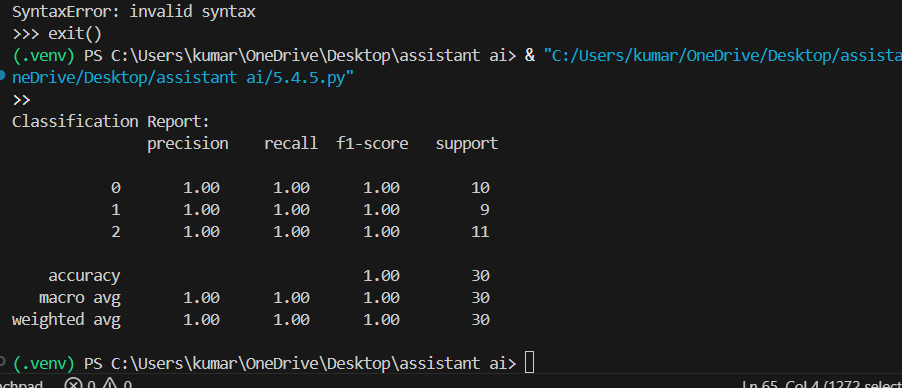 SyntaxError: invalid syntax
>>> exit()
(.venv) PS C:\Users\kumar\OneDrive\Desktop\assistant ai> & "C:/Users/kumar/OneDrive/Desktop/assista
neDrive/Desktop/assistant ai/5.4.5.py"
>>
Classification Report:
precision recall f1-score support
0 1.00 1.00 1.00 10
1 1.00 1.00 1.00 9
2 1.00 1.00 1.00 11
accuracy 1.00 30
macro avg 1.00 1.00 1.00 30
weighted avg 1.00 1.00 1.00 30
(.venv) PS C:\Users\kumar\OneDrive\Desktop\assistant ai>
nchpad 0 0 Ln 65, Col 4 (1272 select